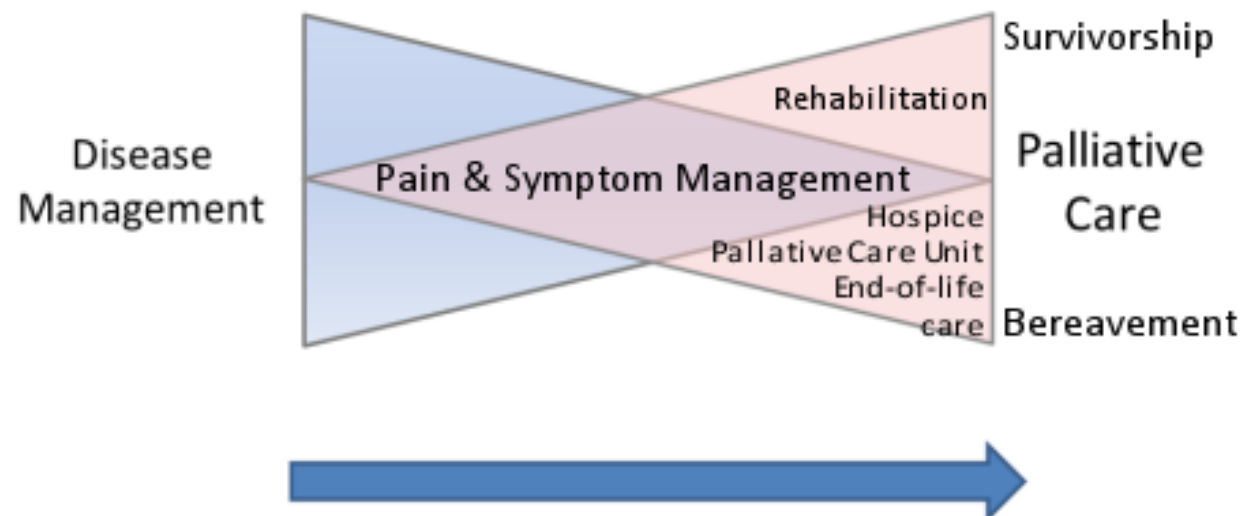 Disease
Management
Pain & Symptom Management
Rehabilitation
Hospice
Pallative Care Unit
End-of-life
care
Survivorship
Palliative
Care
Bereavement